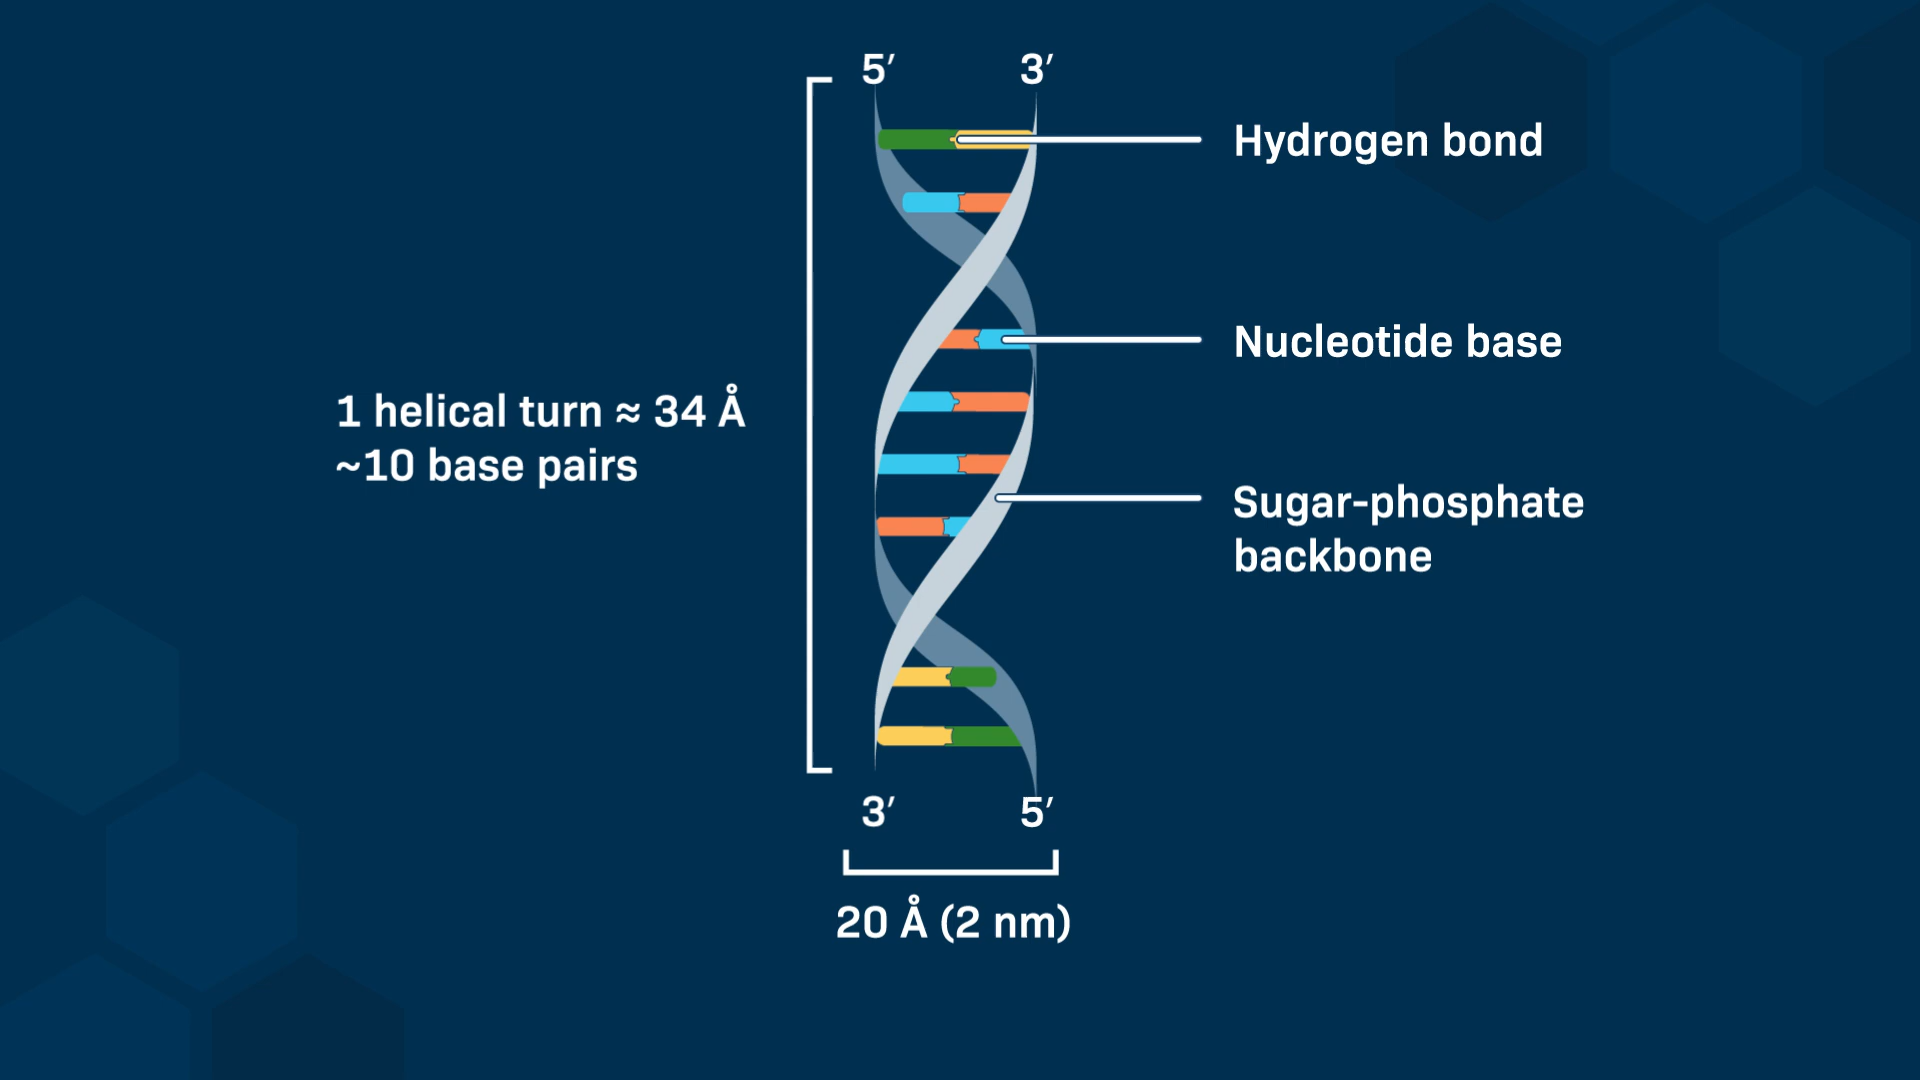 5′ 3′
Hydrogen bond
Nucleotide base
1 helical turn ≈ 34 Å
~10 base pairs
Sugar-phosphate
backbone
3′ 5′
20 Å (2 nm)